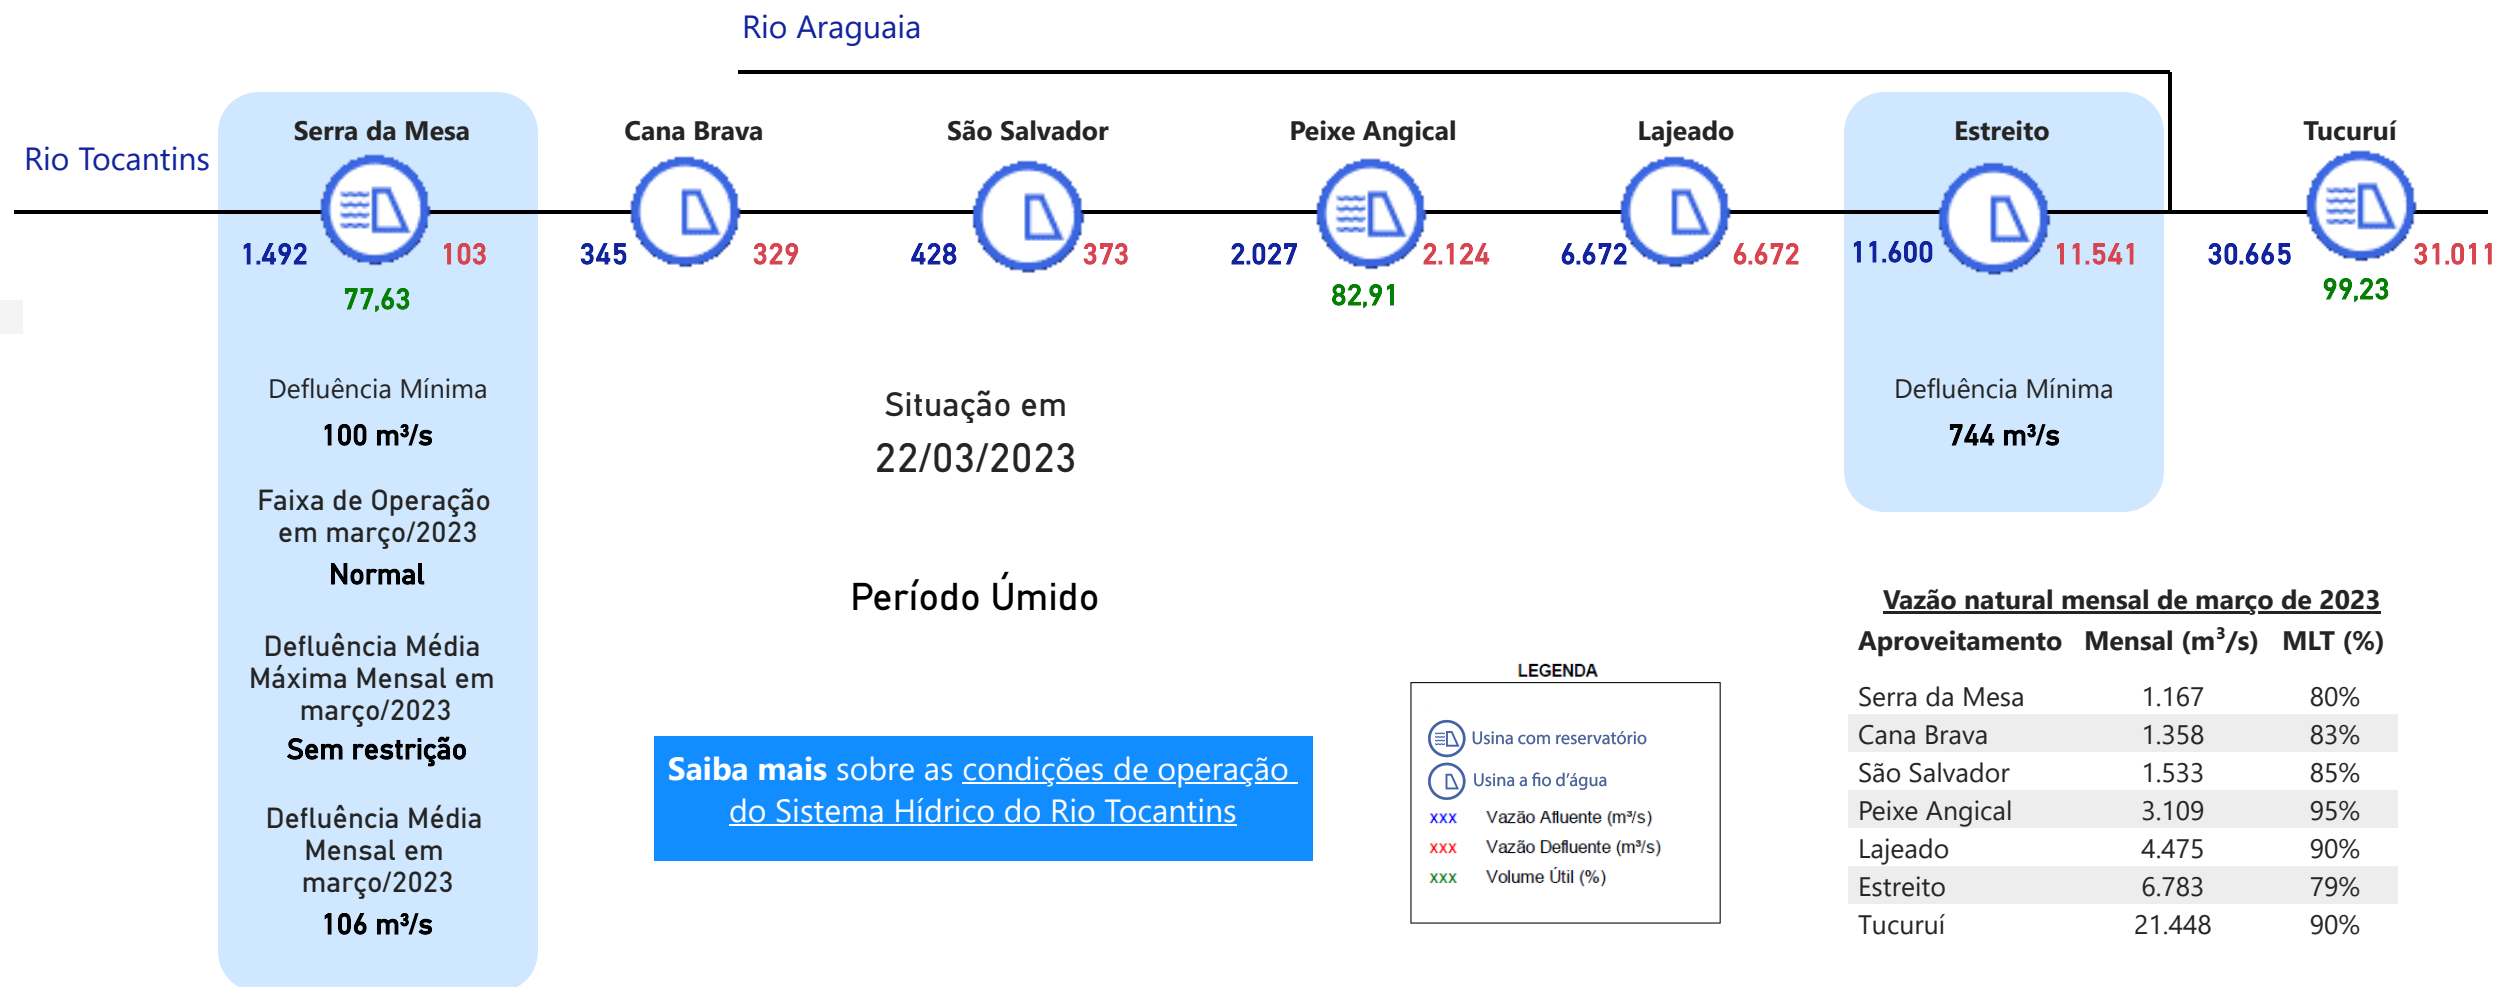 Rio Araguaia
Rio Tocantins
Serra da Mesa
Cana Brava
São Salvador
Peixe Angical
Lajeado
Estreito
Tucuruí
1.492
103
345
329
428
373
2.027
2.124
6.672
6.672
11.600
11.541
30.665
31.011
77,63
82,91
99,23
Defluência Mínima
100 m³/s
Faixa de Operação
em março/2023
Normal
Defluência Média
Máxima Mensal em
março/2023
Sem restrição
Defluência Média
Mensal em
março/2023
106 m³/s
Situação em
22/03/2023
Período Úmido
Saiba mais sobre as condições de operação
do Sistema Hídrico do Rio Tocantins
LEGENDA
Usina com reservatório
Usina a fio d'água
xxx Vazão Afluente (m³/s)
xxx Vazão Defluente (m³/s)
xxx Volume Útil (%)
Defluência Mínima
744 m³/s
Vazão natural mensal de março de 2023
Aproveitamento Mensal (m³/s) MLT (%)
Serra da Mesa 1.167 80%
Cana Brava 1.358 83%
São Salvador 1.533 85%
Peixe Angical 3.109 95%
Lajeado 4.475 90%
Estreito 6.783 79%
Tucuruí 21.448 90%